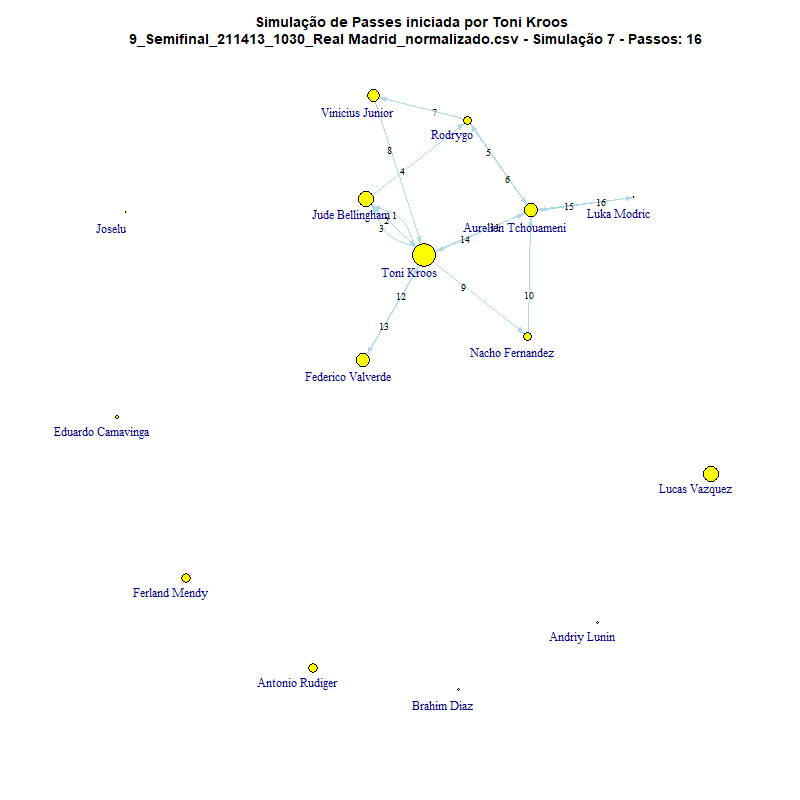 Simulação de Passes iniciada por Toni Kroos
9_Semifinal_211413_1030_Real Madrid_normalizado.csv - Simulação 7 - Passos: 16
Vinicius Junior
7
Rodrygo
8
5
4
6
Luka Modric
15
16
Jude Bellingham
1
2
3
Joselu
Aurelien Tchouameni
14
Toni Kroos
9
12
10
13
Nacho Fernandez
Federico Valverde
Eduardo Camavinga
Lucas Vazquez
Ferland Mendy
Andriy Lunin
Antonio Rudiger
Brahim Diaz